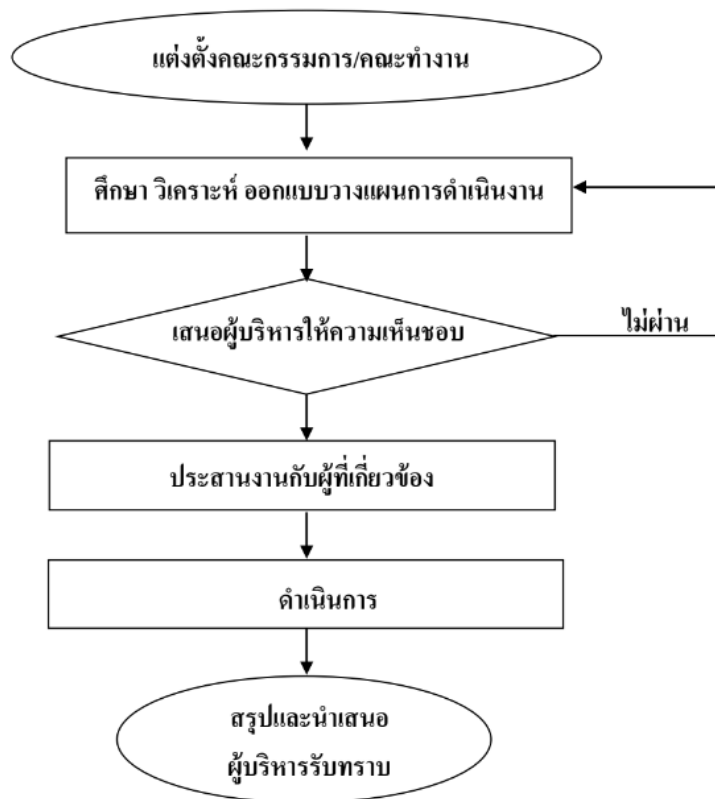 แต่งตั้งคณะกรรมการ/คณะทำงาน
ศึกษา วิเคราะห์ ออกแบบวางแผนการดำเนินงาน
เสนอผู้บริหารให้ความเห็นชอบ
ไม่ผ่าน
ประสานงานกับผู้ที่เกี่ยวข้อง
ดำเนินการ
สรุปและนำเสนอ
ผู้บริหารรับทราบ